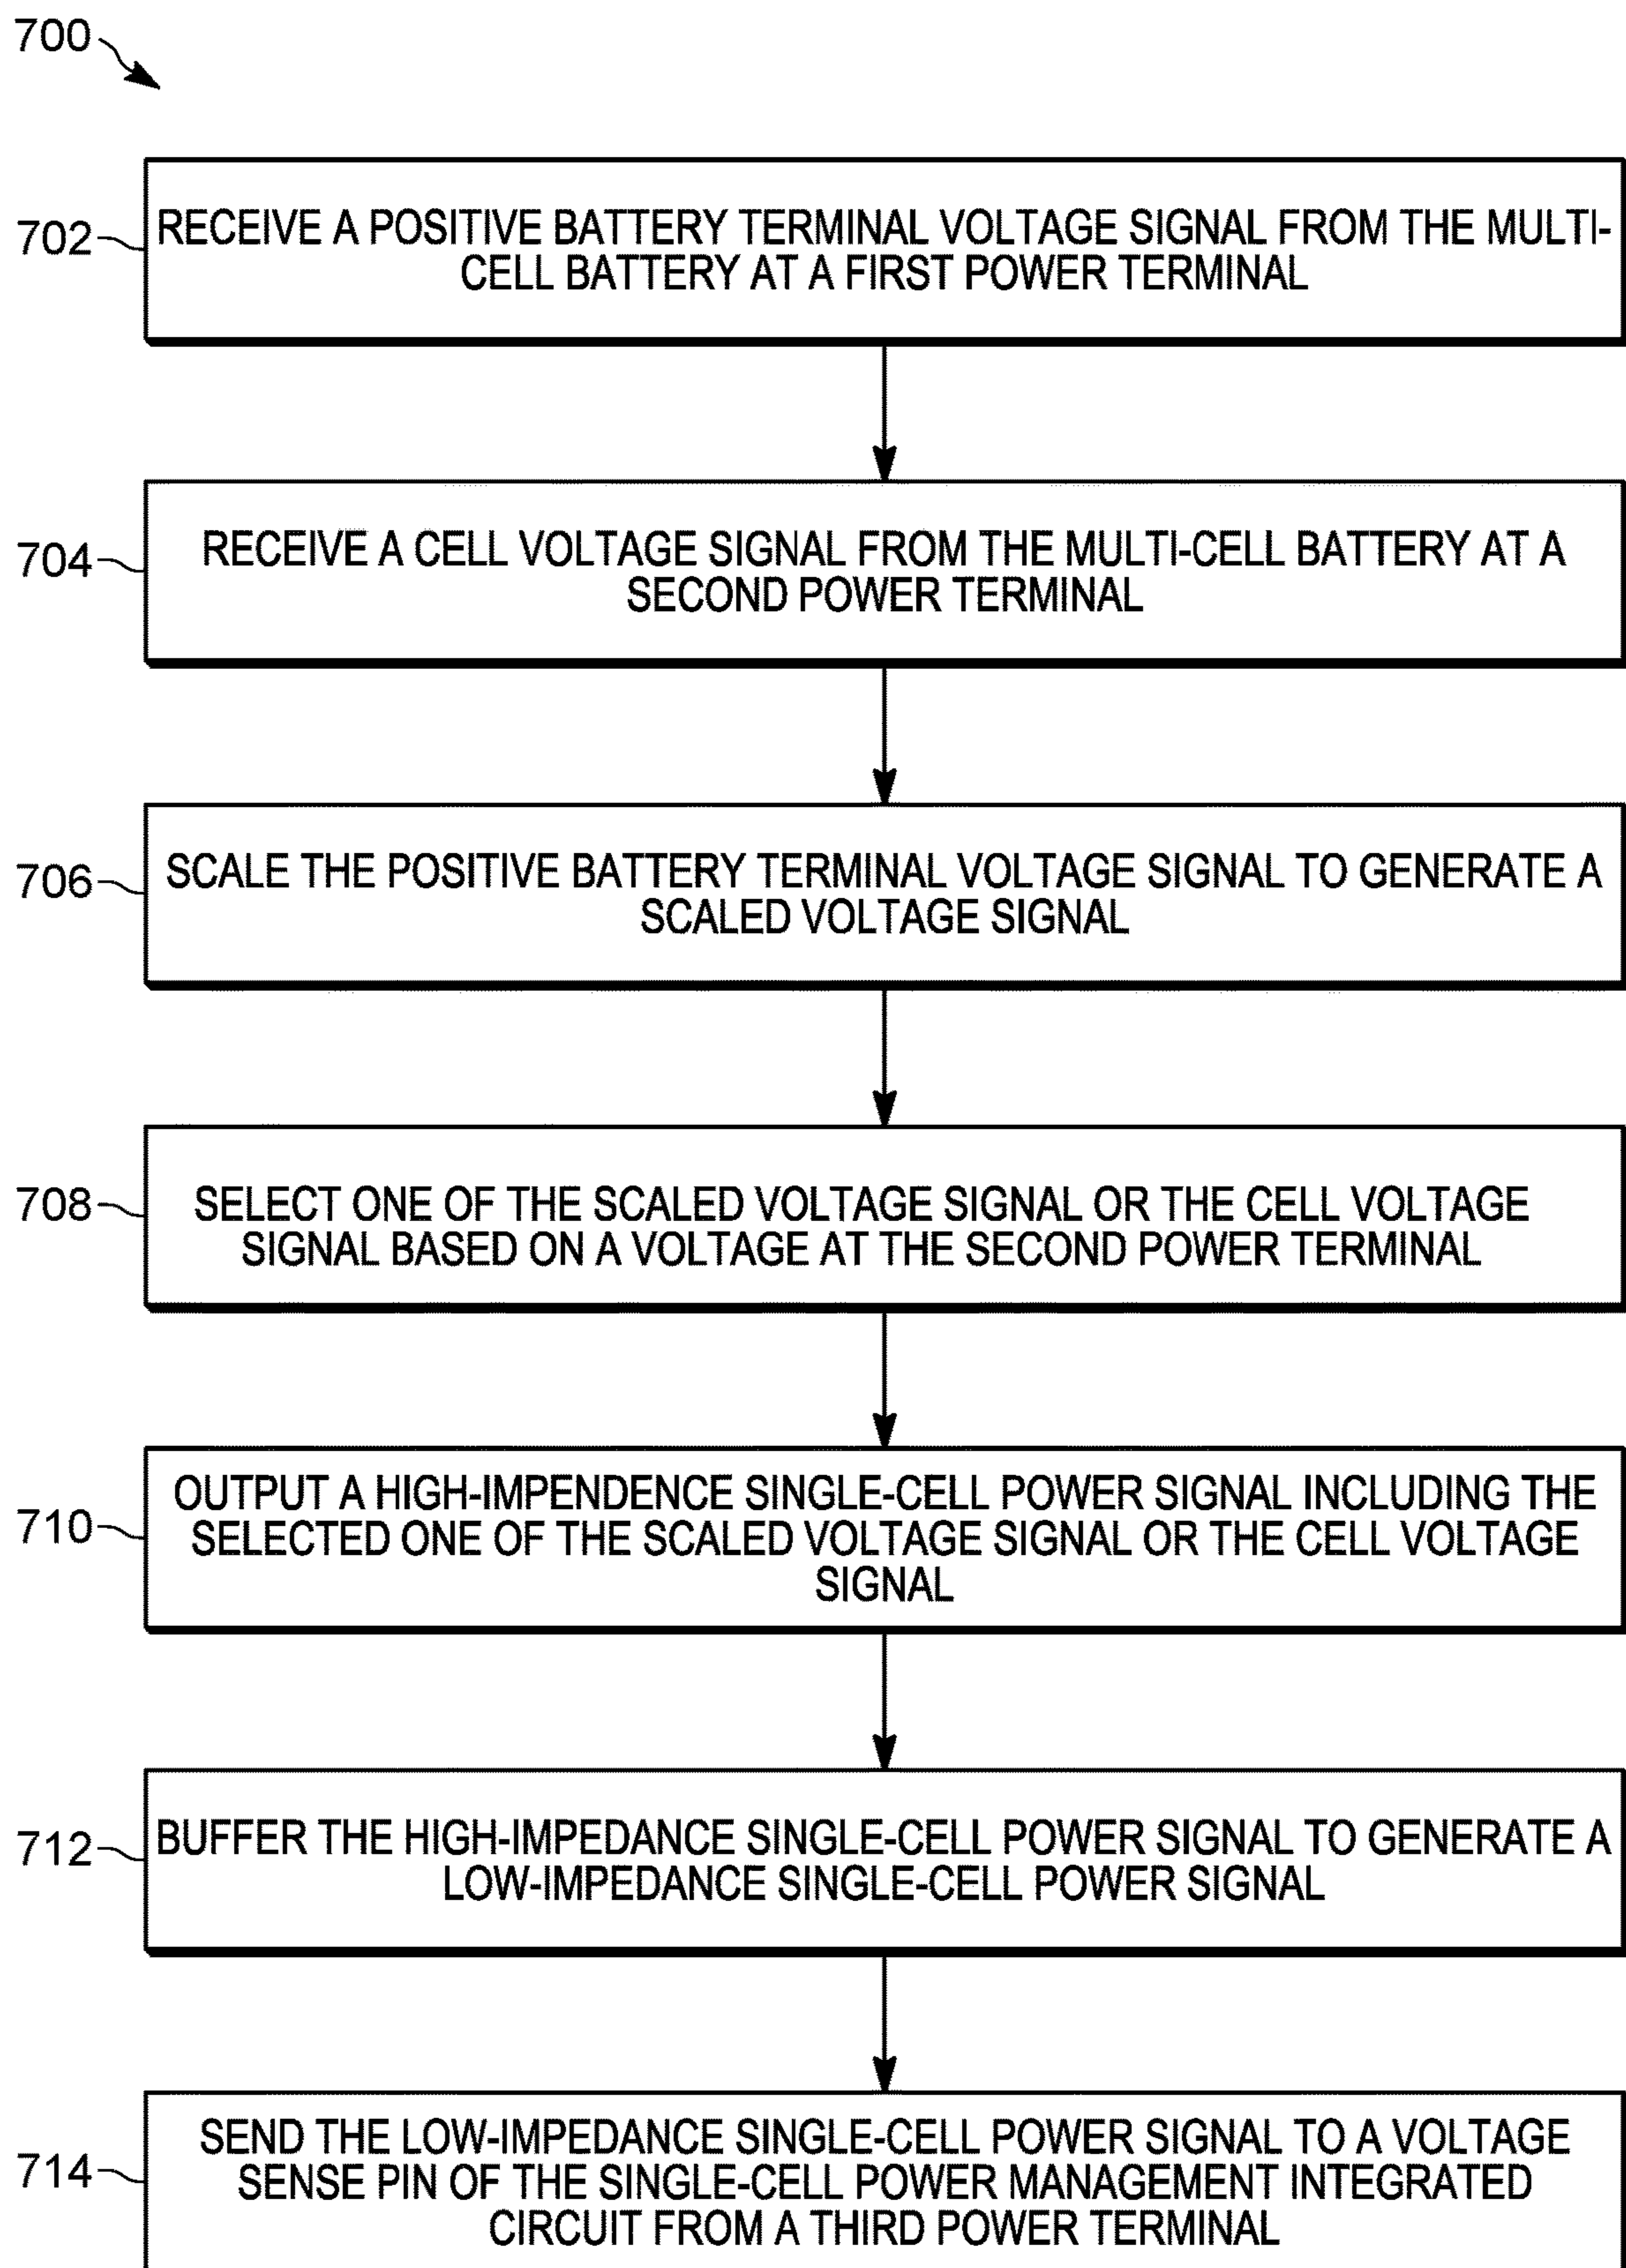 700
702
RECEIVE A POSITIVE BATTERY TERMINAL VOLTAGE SIGNAL FROM THE MULTI-
CELL BATTERY AT A FIRST POWER TERMINAL
704
RECEIVE A CELL VOLTAGE SIGNAL FROM THE MULTI-CELL BATTERY AT A
SECOND POWER TERMINAL
706
SCALE THE POSITIVE BATTERY TERMINAL VOLTAGE SIGNAL TO GENERATE A
SCALED VOLTAGE SIGNAL
708
SELECT ONE OF THE SCALED VOLTAGE SIGNAL OR THE CELL VOLTAGE
SIGNAL BASED ON A VOLTAGE AT THE SECOND POWER TERMINAL
710
OUTPUT A HIGH-IMPENDENCE SINGLE-CELL POWER SIGNAL INCLUDING THE
SELECTED ONE OF THE SCALED VOLTAGE SIGNAL OR THE CELL VOLTAGE
SIGNAL
712
BUFFER THE HIGH-IMPEDANCE SINGLE-CELL POWER SIGNAL TO GENERATE A
LOW-IMPEDANCE SINGLE-CELL POWER SIGNAL
714
SEND THE LOW-IMPEDANCE SINGLE-CELL POWER SIGNAL TO A VOLTAGE
SENSE PIN OF THE SINGLE-CELL POWER MANAGEMENT INTEGRATED
CIRCUIT FROM A THIRD POWER TERMINAL